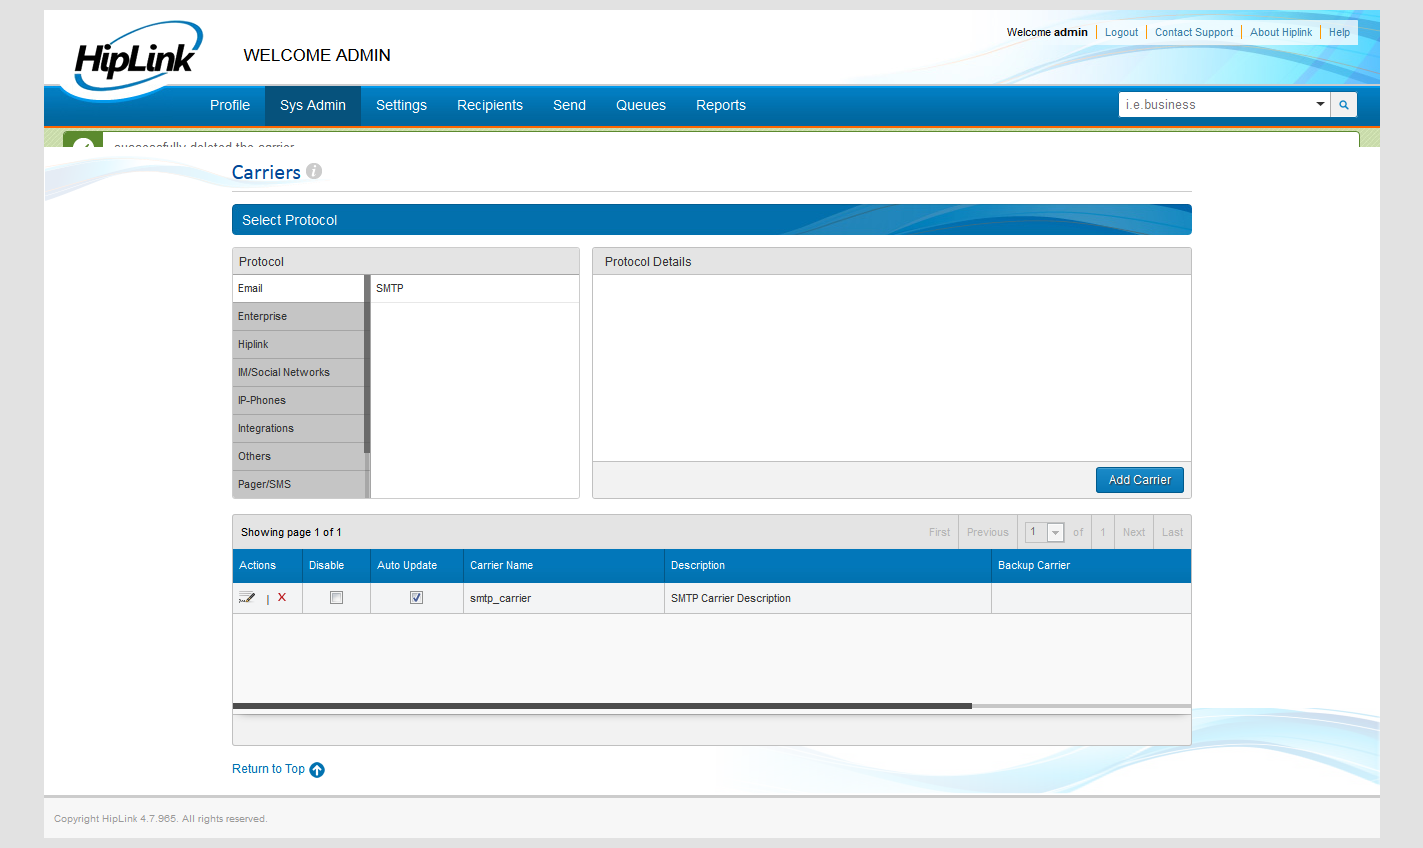 HipLink
WELCOME ADMIN
Welcome admin | Logout | Contact Support | About Hiplink | Help
Profile Sys Admin Settings Recipients Send Queues Reports
i.e.business
successfully deleted the carrier
Carriers i
Select Protocol
Protocol
Protocol Details
Email
SMTP
Enterprise
Hiplink
IM/Social Networks
IP-Phones
Integrations
Others
Pager/SMS
Add Carrier
Showing page 1 of 1
First Previous 1 of 1 Next Last
Actions Disable Auto Update Carrier Name Description Backup Carrier
| X smtp_carrier SMTP Carrier Description
Return to Top
Copyright HipLink 4.7.965. All rights reserved.